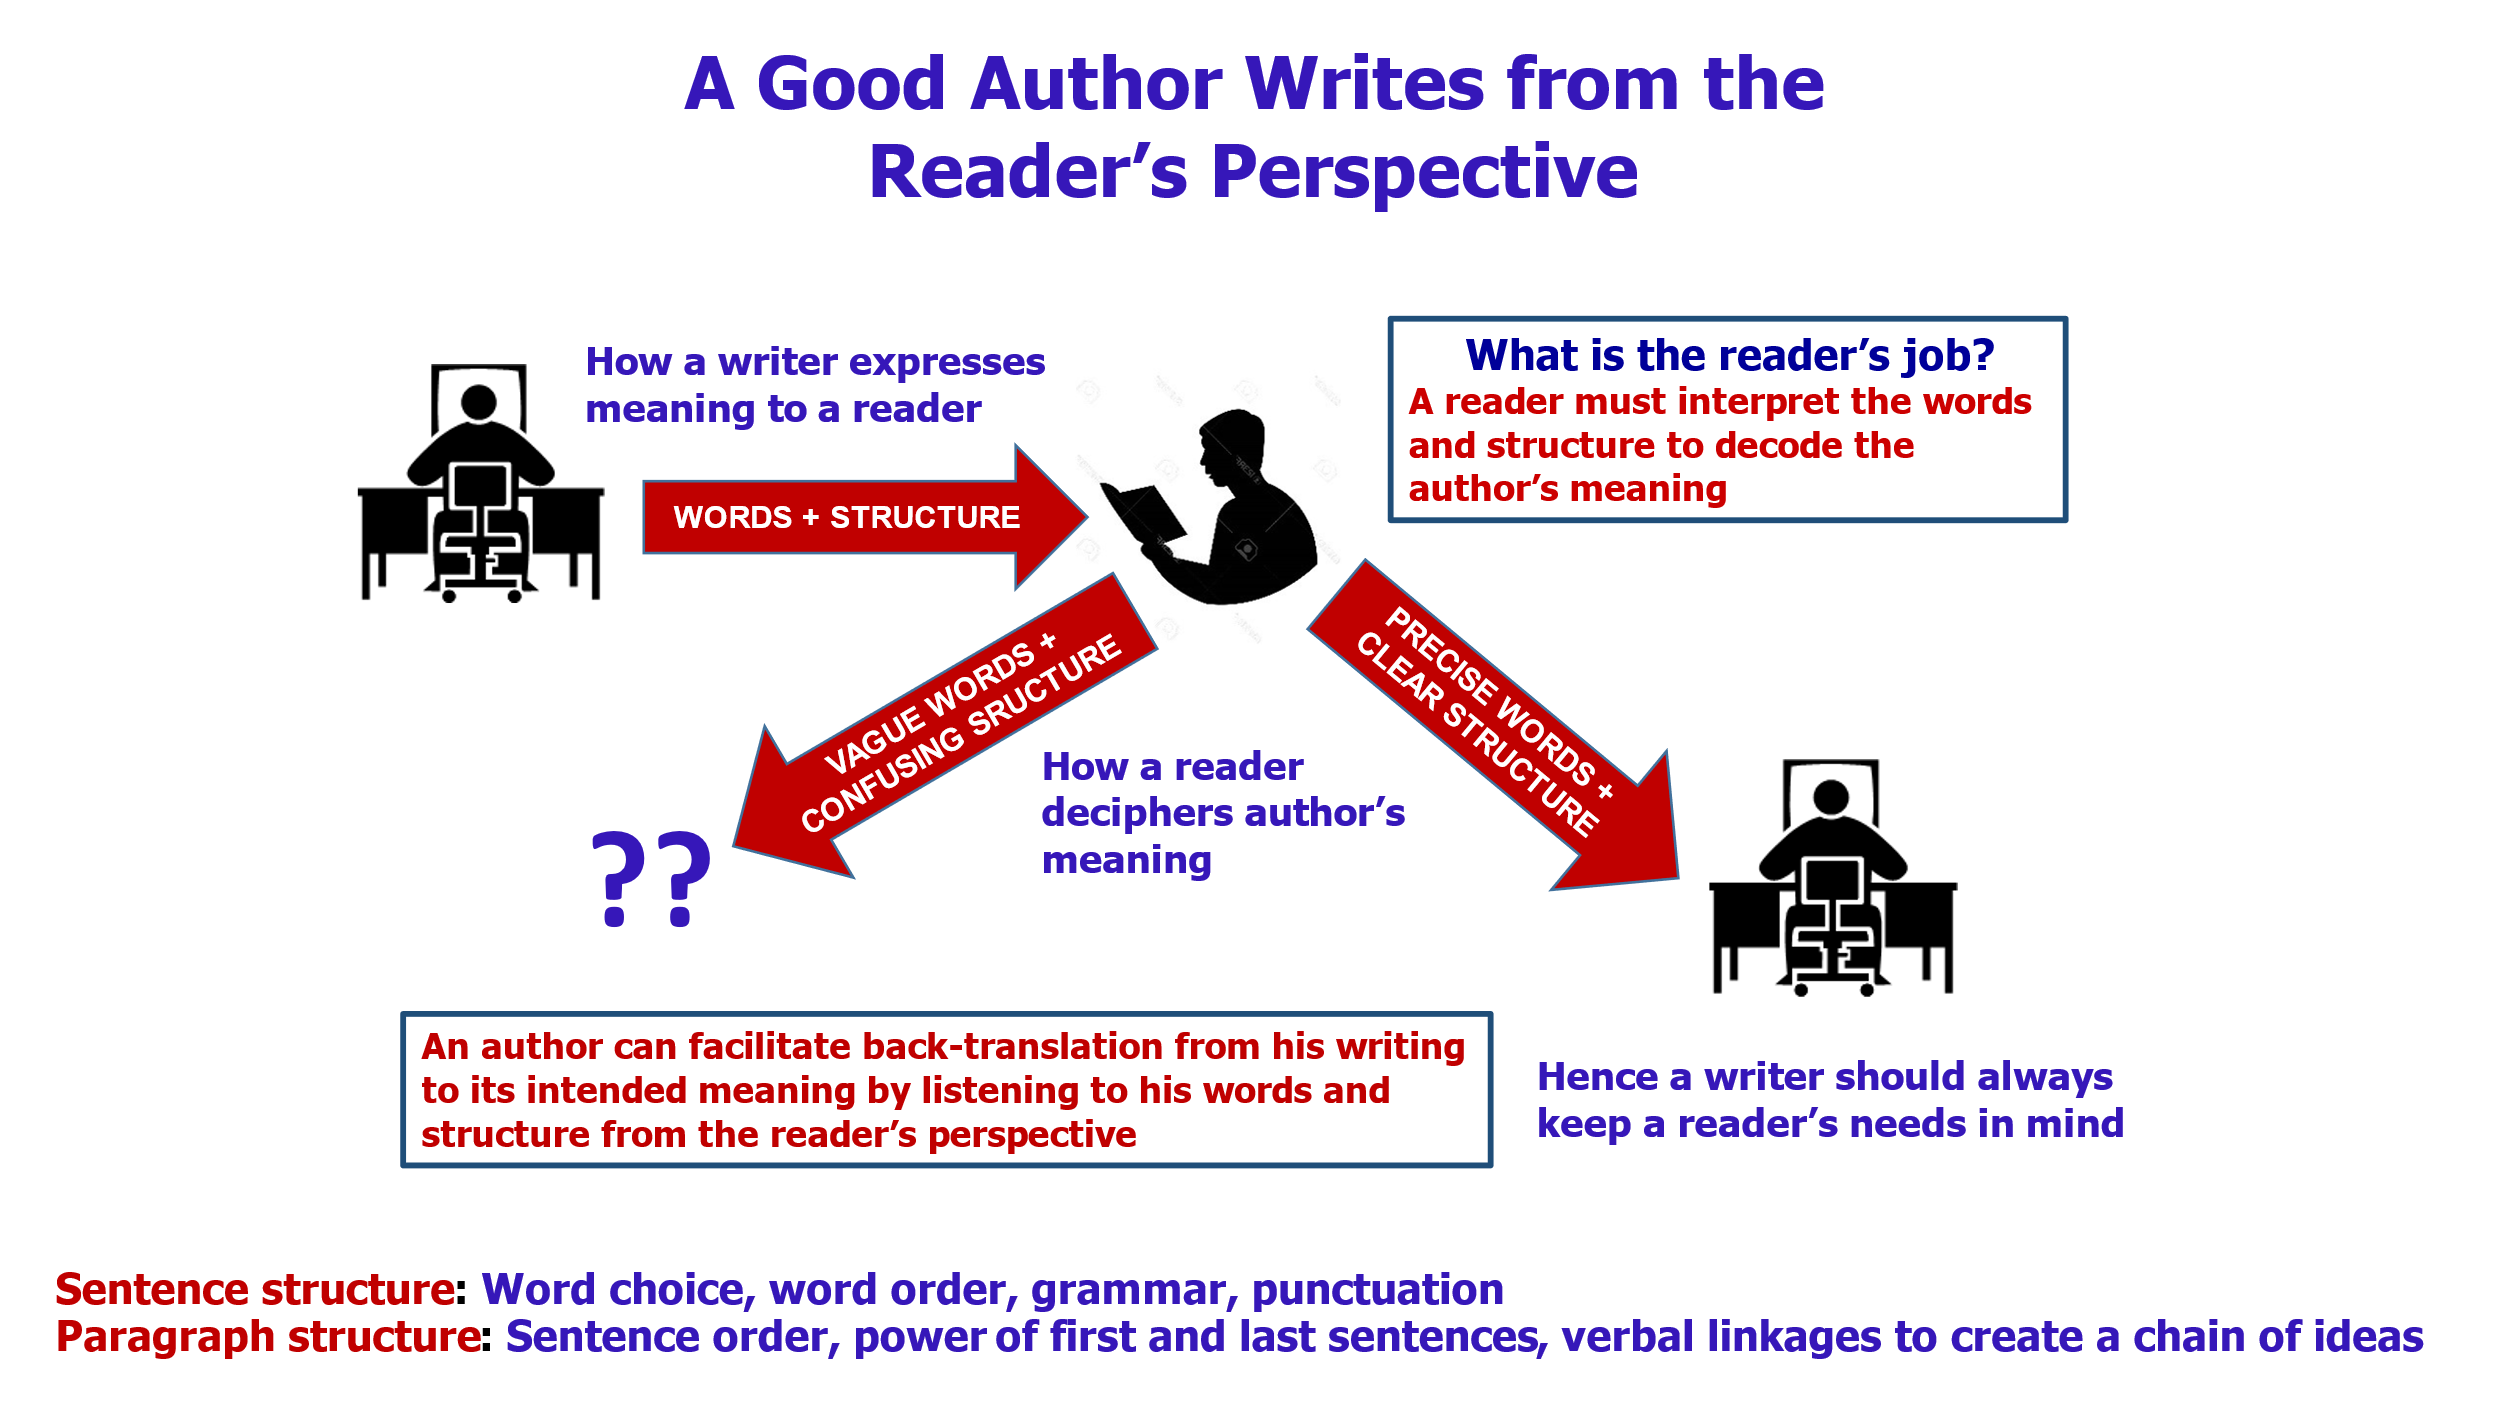 A Good Author Writes from the
Reader’s Perspective
How a writer expresses
meaning to a reader
What is the reader’s job?
A reader must interpret the words
and structure to decode the
author’s meaning
WORDS + STRUCTURE
VAGUE WORDS +
CONFUSING SRUCTURE
PRECISE WORDS +
CLEAR STRUCTURE
How a reader
deciphers author’s
meaning
??
An author can facilitate back-translation from his writing
to its intended meaning by listening to his words and
structure from the reader’s perspective
Hence a writer should always
keep a reader’s needs in mind
Sentence structure: Word choice, word order, grammar, punctuation
Paragraph structure: Sentence order, power of first and last sentences, verbal linkages to create a chain of ideas